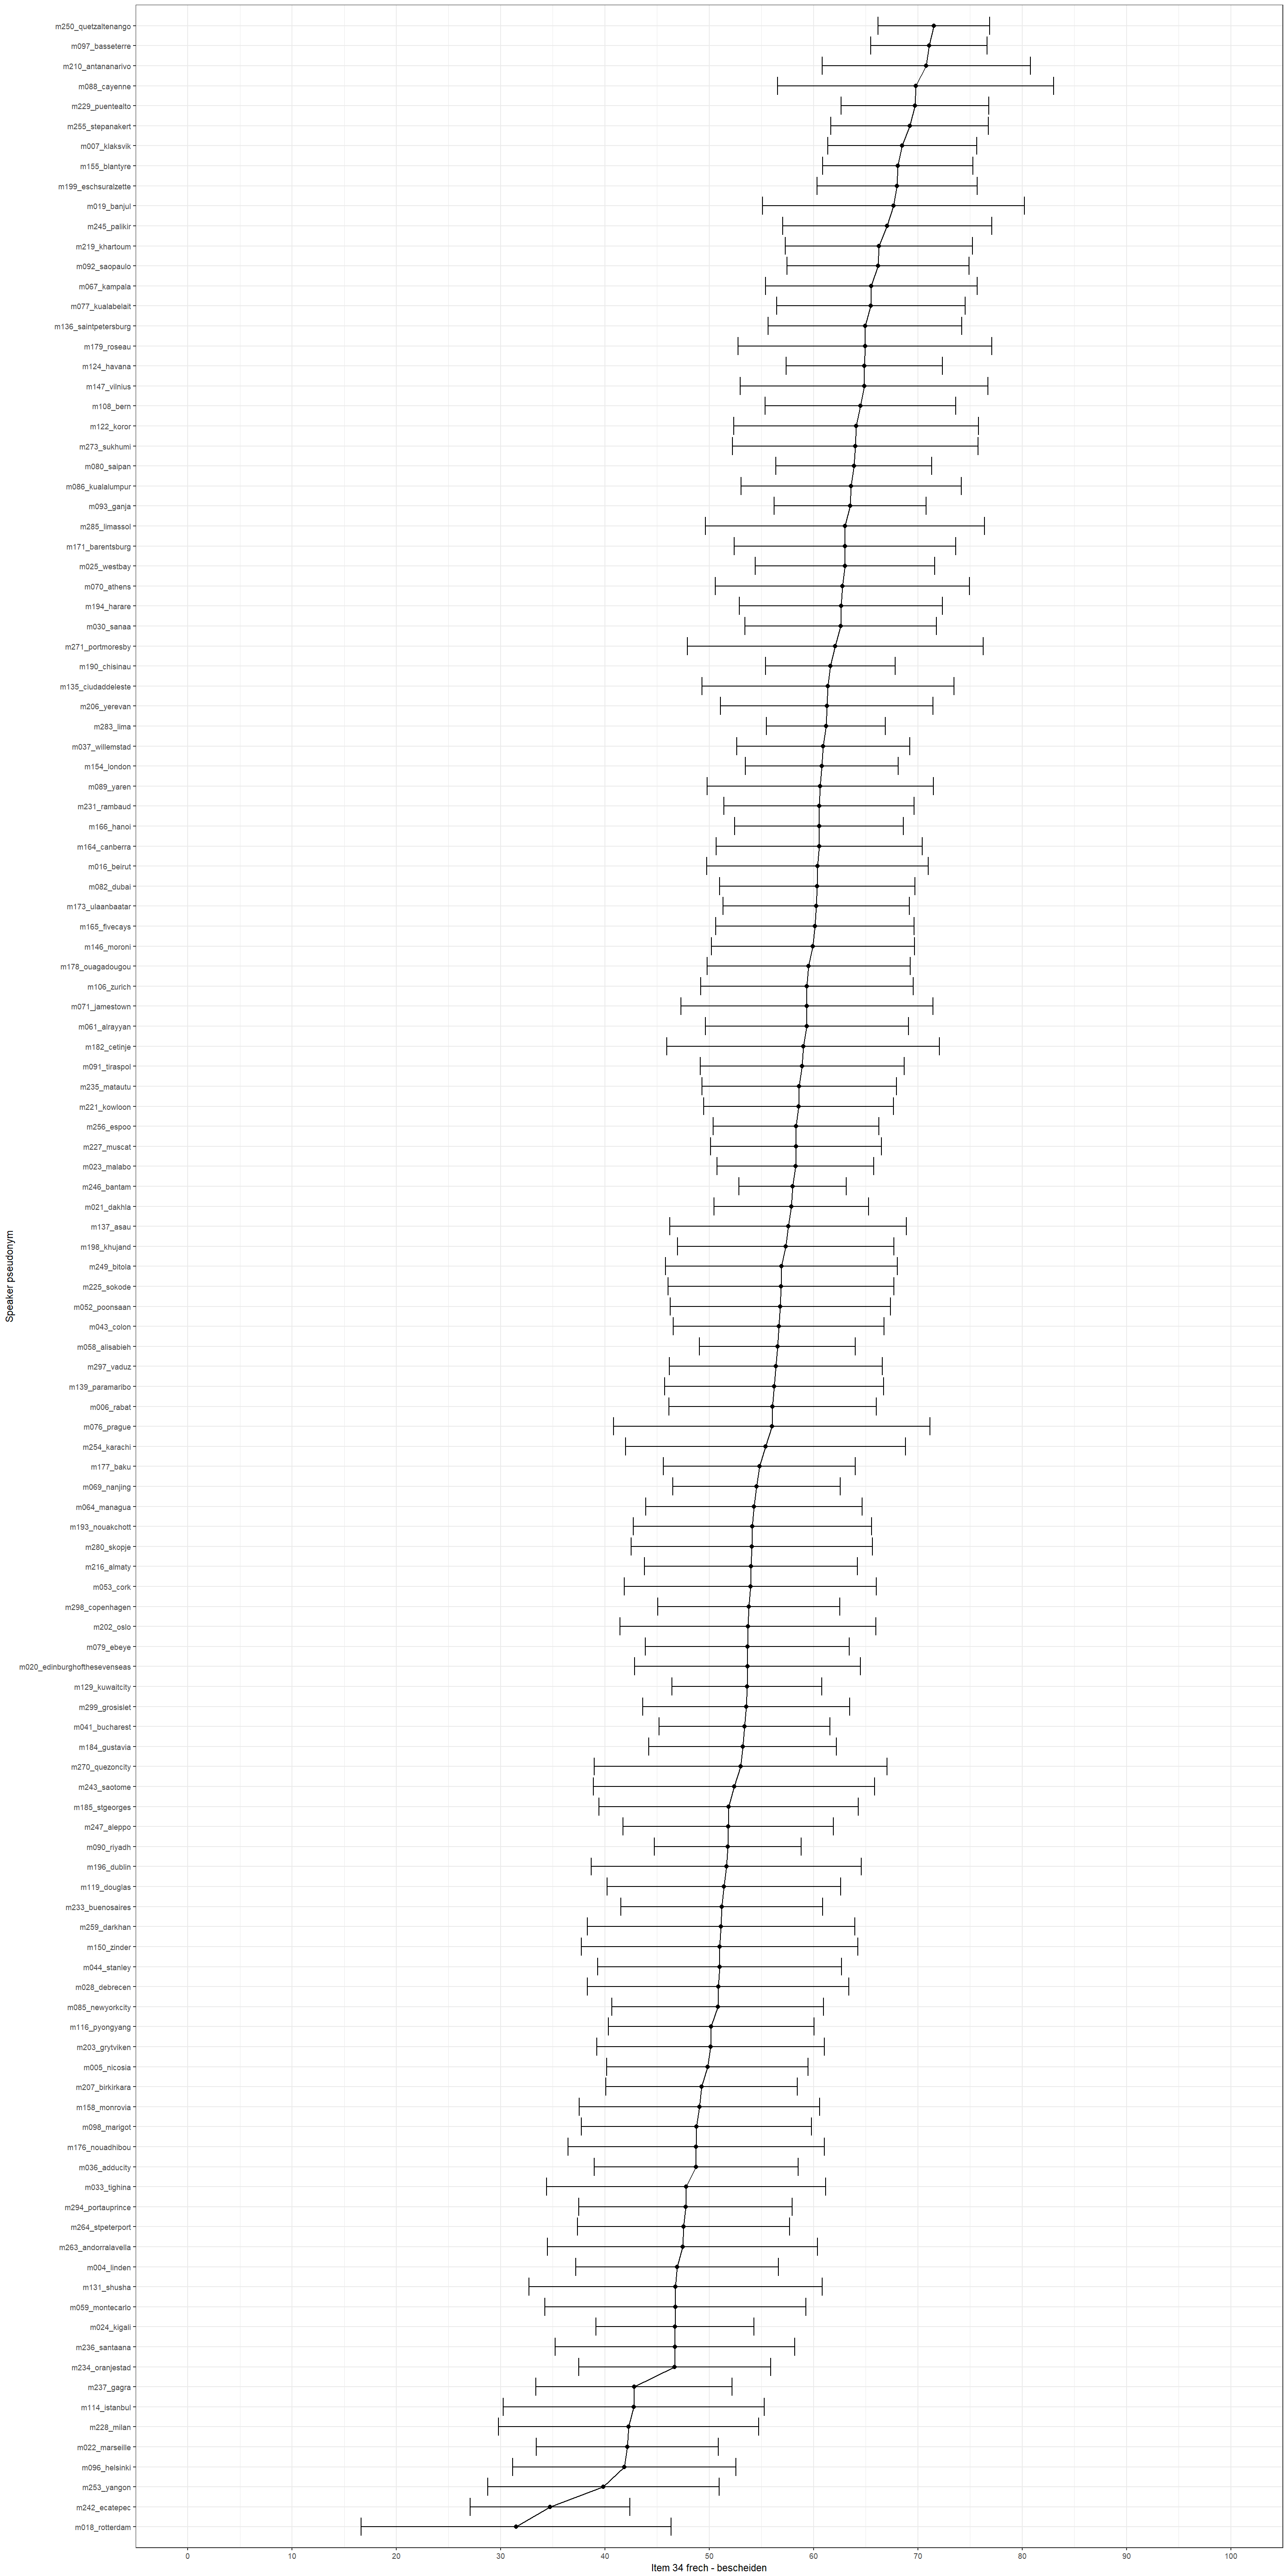 m250_quetzaltenango
m097_basseterre
m210_antananarivo
m088_cayenne
m229_puentealto
m255_stepanakert
m007_klaksvik
m155_blantyre
m199_eschsuralzette
m019_banjul
m245_palikir
m219_khartoum
m092_saopaulo
m067_kampala
m077_kualabelait
m136_saintpetersburg
m179_roseau
m124_havana
m147_vilnius
m108_bern
m122_koror
m273_sukhumi
m080_saipan
m086_kualalumpur
m093_ganja
m285_limassol
m171_barentsburg
m025_westbay
m070_athens
m194_harare
m030_sanaa
m271_portmoresby
m190_chisinau
m135_ciudaddeleste
m206_yerevan
m283_lima
m037_willemstad
m154_london
m089_yaren
m231_rambaud
m166_hanoi
m164_canberra
m016_beirut
m082_dubai
m173_ulaanbaatar
m165_fivecays
m146_moroni
m178_ouagadougou
m106_zurich
m071_jamestown
m061_alrayyan
m182_cetinje
m091_tiraspol
m235_matautu
m221_kowloon
m256_espoo
m227_muscat
m023_malabo
m246_bantam
m021_dakhla
m137_asau
m198_khujand
m249_bitola
m225_sokode
m052_poonsaan
m043_colon
m058_alisabieh
m297_vaduz
m139_paramaribo
m006_rabat
m076_prague
m254_karachi
m177_baku
m069_nanjing
m064_managua
m193_nouakchott
m280_skopje
m216_almaty
m053_cork
m298_copenhagen
m202_oslo
m079_ebeye
m020_edinburghofthesevenseas
m129_kuwaitcity
m299_grosislet
m041_bucharest
m184_gustavia
m270_quezoncity
m243_saotome
m185_stgeorges
m247_aleppo
m090_riyadh
m196_dublin
m119_douglas
m233_buenosaires
m259_darkhan
m150_zinder
m044_stanley
m028_debrecen
m085_newyorkcity
m116_pyongyang
m203_grytviken
m005_nicosia
m207_birkirkara
m158_monrovia
m098_marigot
m176_nouadhibou
m036_adducity
m033_tighina
m294_portauprince
m264_stpeterport
m263_andorralavella
m004_linden
m131_shusha
m059_montecarlo
m024_kigali
m236_santaana
m234_oranjestad
m237_gagra
m114_istanbul
m228_milan
m022_marseille
m096_helsinki
m253_yangon
m242_ecatepec
m018_rotterdam
Speaker pseudonym
0 10 20 30 40 50 60 70 80 90 100
Item 34 frech - bescheiden